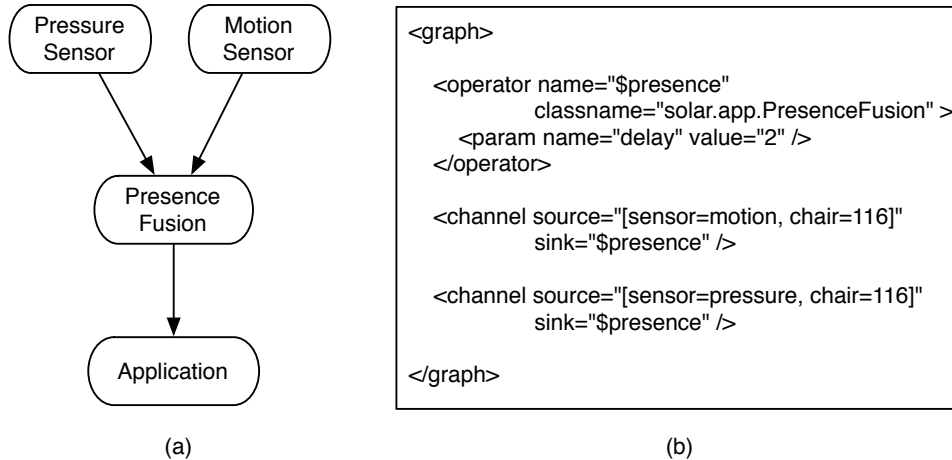 Pressure
Sensor
Motion
Sensor
Presence
Fusion
Application
(a)
<graph>
<operator name="$presence"
classname="solar.app.PresenceFusion" >
<param name="delay" value="2" />
</operator>
<channel source="[sensor=motion, chair=116]"
sink="$presence" />
<channel source="[sensor=pressure, chair=116]"
sink="$presence" />
</graph>
(b)